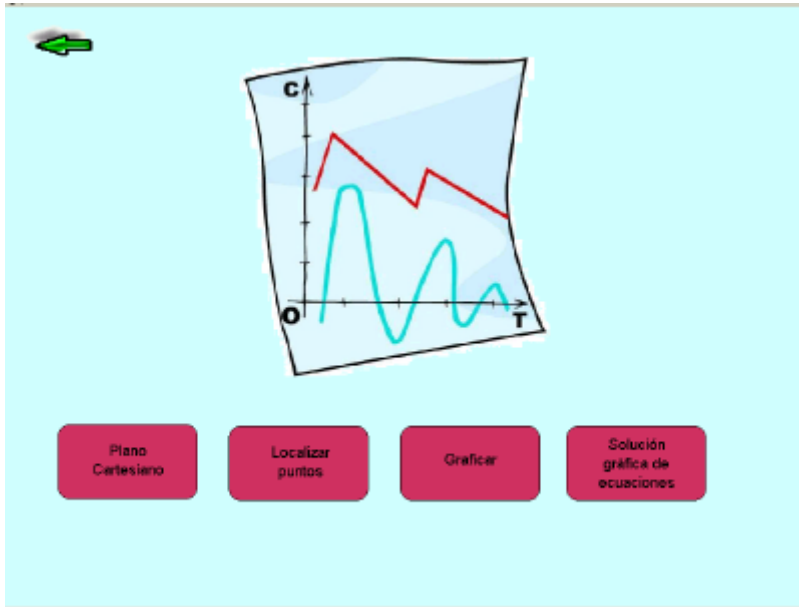 C
O
T
Plano
Cartesiano
Localizar
puntos
Graficar
Solución
gráfica de
ecuaciones